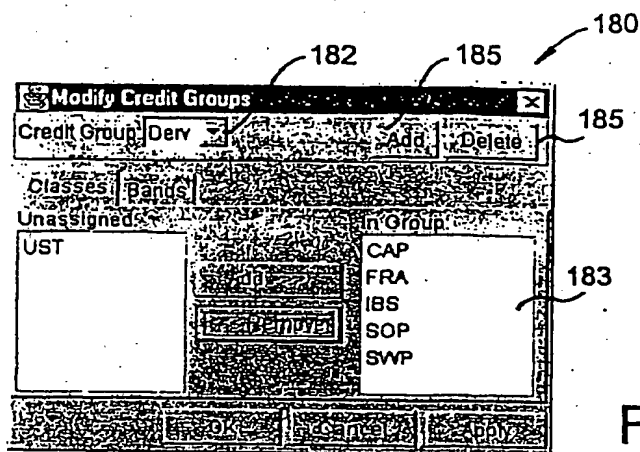 180
182
185
Modify Credit Groups
Credit Group Derv
Add Delete
185
Classes Bands
Unassigned
In Group
UST
CAP
FRA
183
IBS
Remove
SOP
SWP
OK Cancel Apply